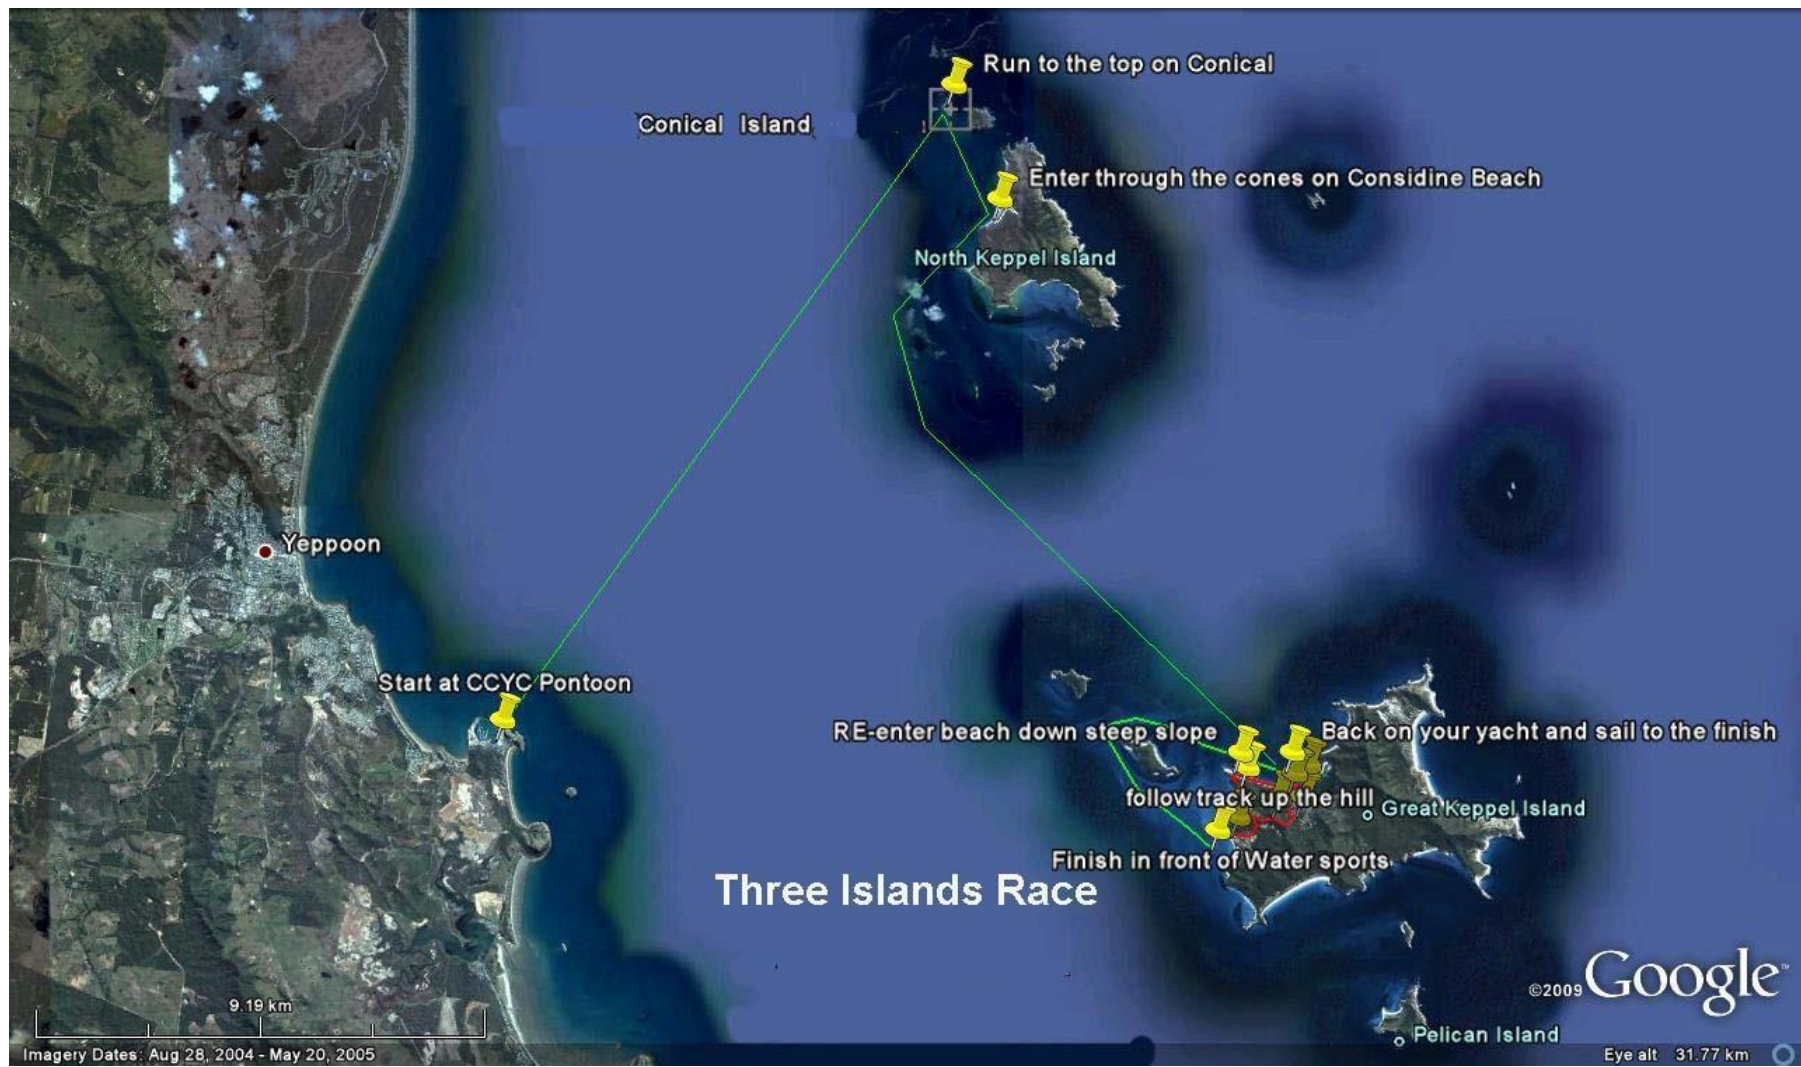 Run to the top on Conical
Conical Island
Enter through the cones on Considine Beach
North Keppel Island
Yeppoon
Start at CCYC Pontoon
RE-enter beach down steep slope
Back on your yacht and sail to the finish
follow track up the hill
Great Keppel Island
Finish in front of Water sports
Three Islands Race
©2009 Google™
9.19 km
Pelican Island
Imagery Dates: Aug 28, 2004 - May 20, 2005
Eye alt 31.77 km